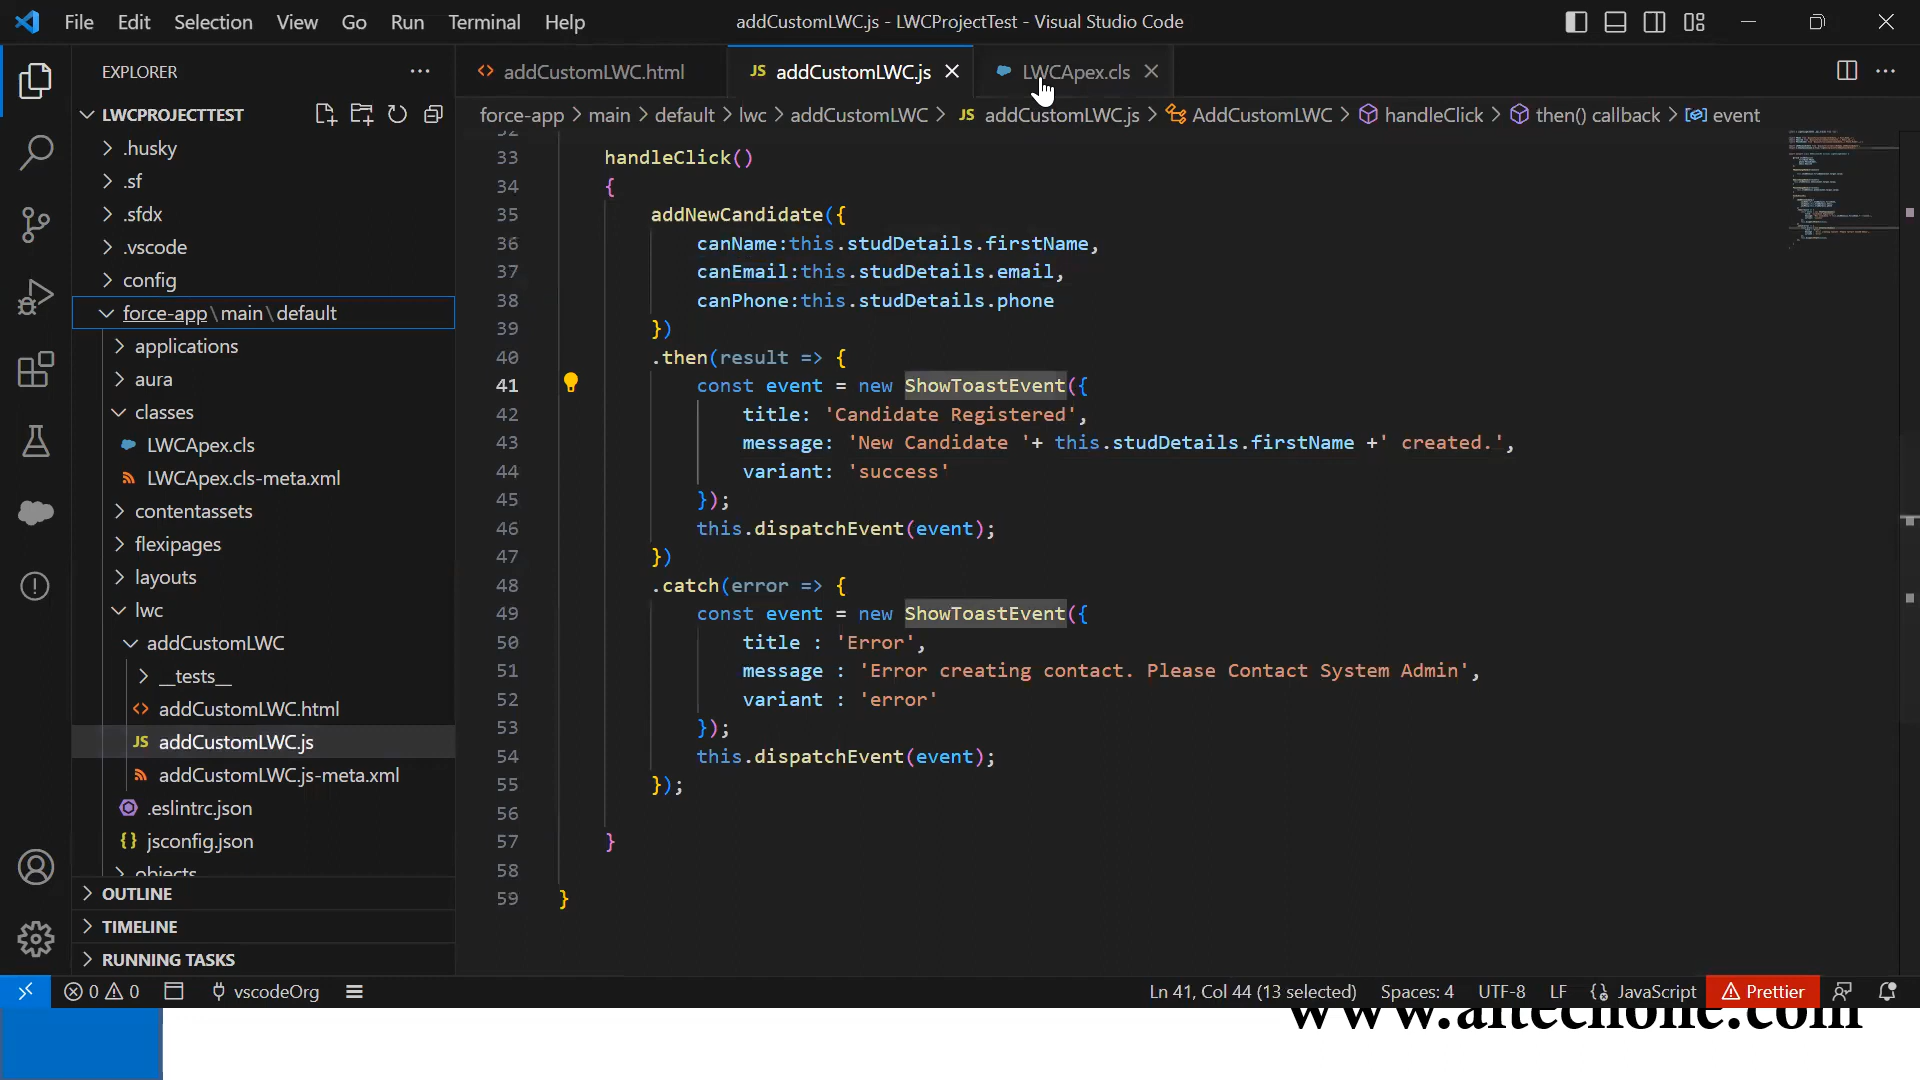 File Edit Selection View Go Run Terminal Help
addCustomLWC.js - LWCProjectTest - Visual Studio Code
EXPLORER
LWCPROJECTTEST
.husky
.sf
.sfdx
.vscode
config
force-app\main\default
applications
aura
classes
LWCApex.cls
LWCApex.cls-meta.xml
contentassets
flexipages
layouts
lwc
addCustomLWC
__tests__
addCustomLWC.html
JS addCustomLWC.js
addCustomLWC.js-meta.xml
.eslintrc.json
{} jsconfig.json
objects
OUTLINE
TIMELINE
RUNNING TASKS
addCustomLWC.html
JS addCustomLWC.js
LWCApex.cls
force-app > main > default > lwc > addCustomLWC > JS addCustomLWC.js > AddCustomLWC > handleClick > then() callback > event
32
33 handleClick()
34 {
35 addNewCandidate({
36 canName:this.studDetails.firstName,
37 canEmail:this.studDetails.email,
38 canPhone:this.studDetails.phone
39 })
40 .then(result => {
41 const event = new ShowToastEvent({
42 title: 'Candidate Registered',
43 message: 'New Candidate '+ this.studDetails.firstName +' created.',
44 variant: 'success'
45 });
46 this.dispatchEvent(event);
47 })
48 .catch(error => {
49 const event = new ShowToastEvent({
50 title : 'Error',
51 message : 'Error creating contact. Please Contact System Admin',
52 variant : 'error'
53 });
54 this.dispatchEvent(event);
55 });
56
57 }
58
59 }
0 0 vscodeOrg
Ln 41, Col 44 (13 selected) Spaces: 4 UTF-8 LF JavaScript Prettier
www.aitechone.com